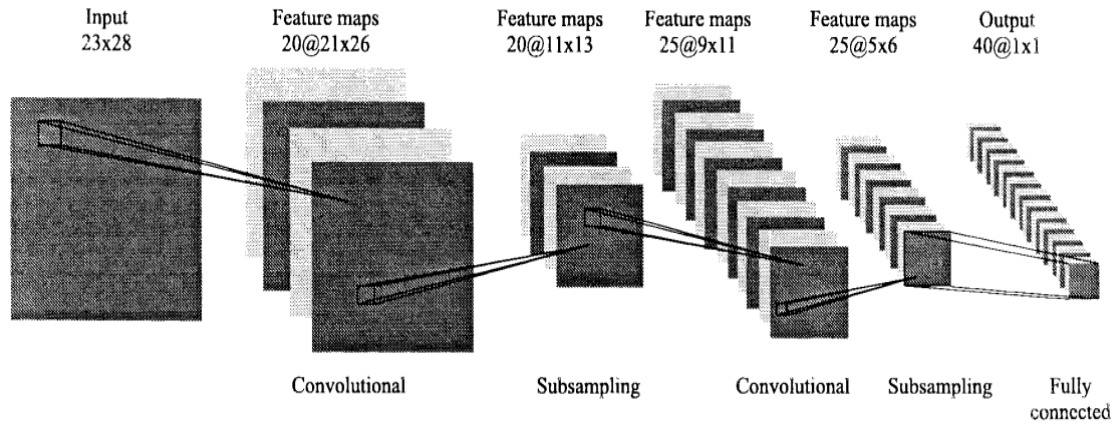 Input
23x28
Feature maps
20@21x26
Feature maps
20@11x13
Feature maps
25@9x11
Feature maps
25@5x6
Output
40@1x1
Convolutional
Subsampling
Convolutional
Subsampling
Fully
connected